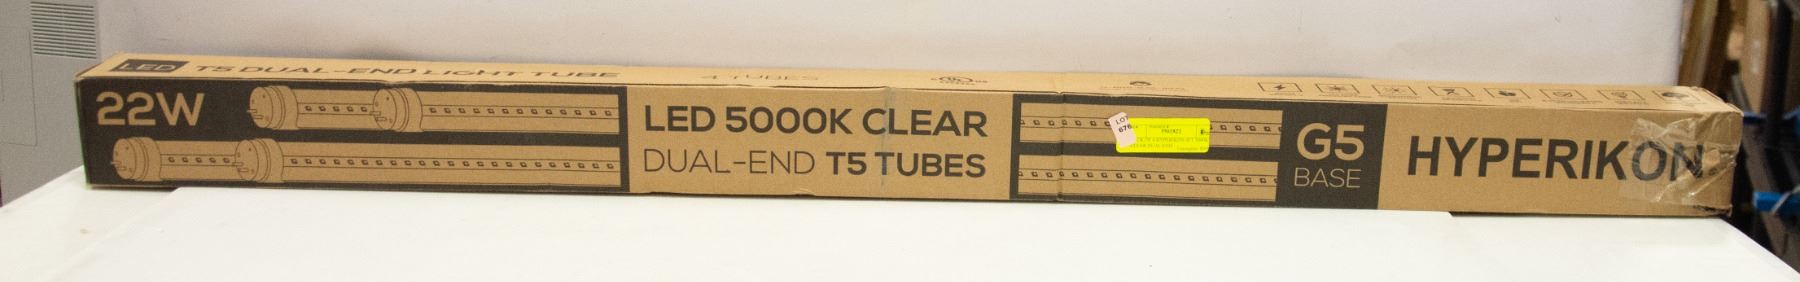 LED T5 DUAL-END LIGHT TUBE
4 TUBES
22W
LED 5000K CLEAR
DUAL-END T5 TUBES
LOT
676
G5
BASE
HYPERIKON